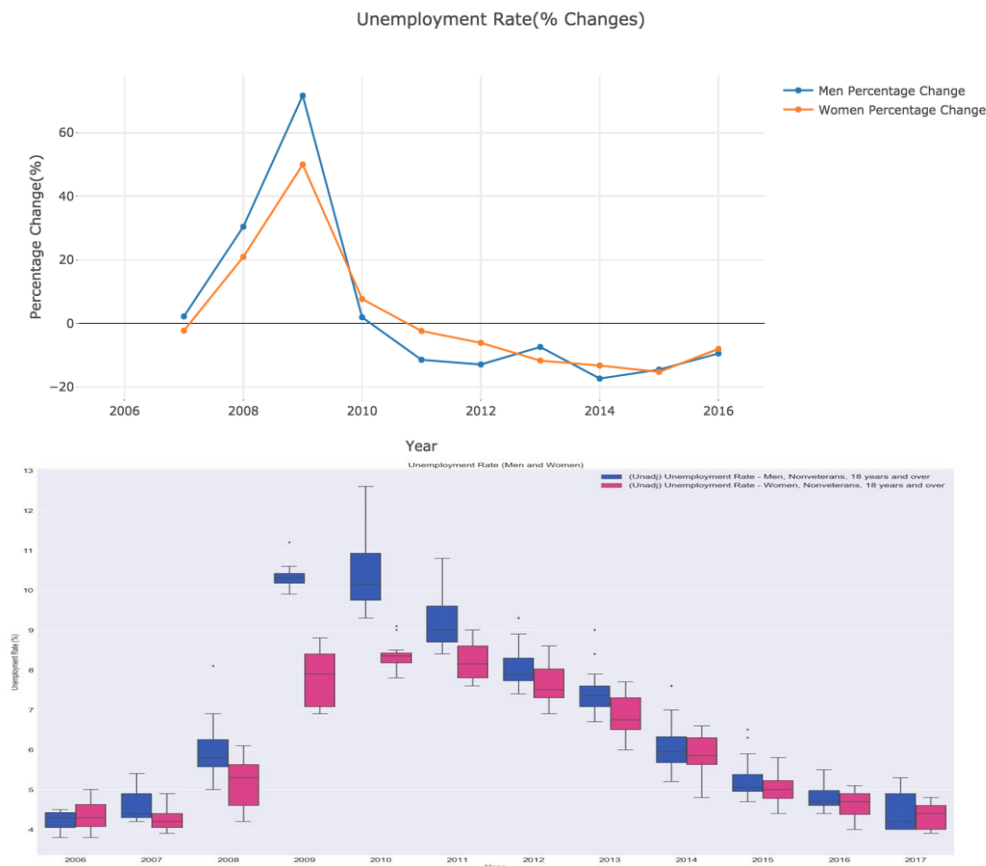 Unemployment Rate(% Changes)
Men Percentage Change
Women Percentage Change
Percentage Change(%)
60
40
20
0
−20
2006 2008 2010 2012 2014 2016
Year
Unemployment Rate (Men and Women)
(Unadj) Unemployment Rate - Men, Nonveterans, 18 years and over
(Unadj) Unemployment Rate - Women, Nonveterans, 18 years and over
Unemployment Rate (%)
13
12
11
10
9
8
7
6
5
4
2006 2007 2008 2009 2010 2011 2012 2013 2014 2015 2016 2017